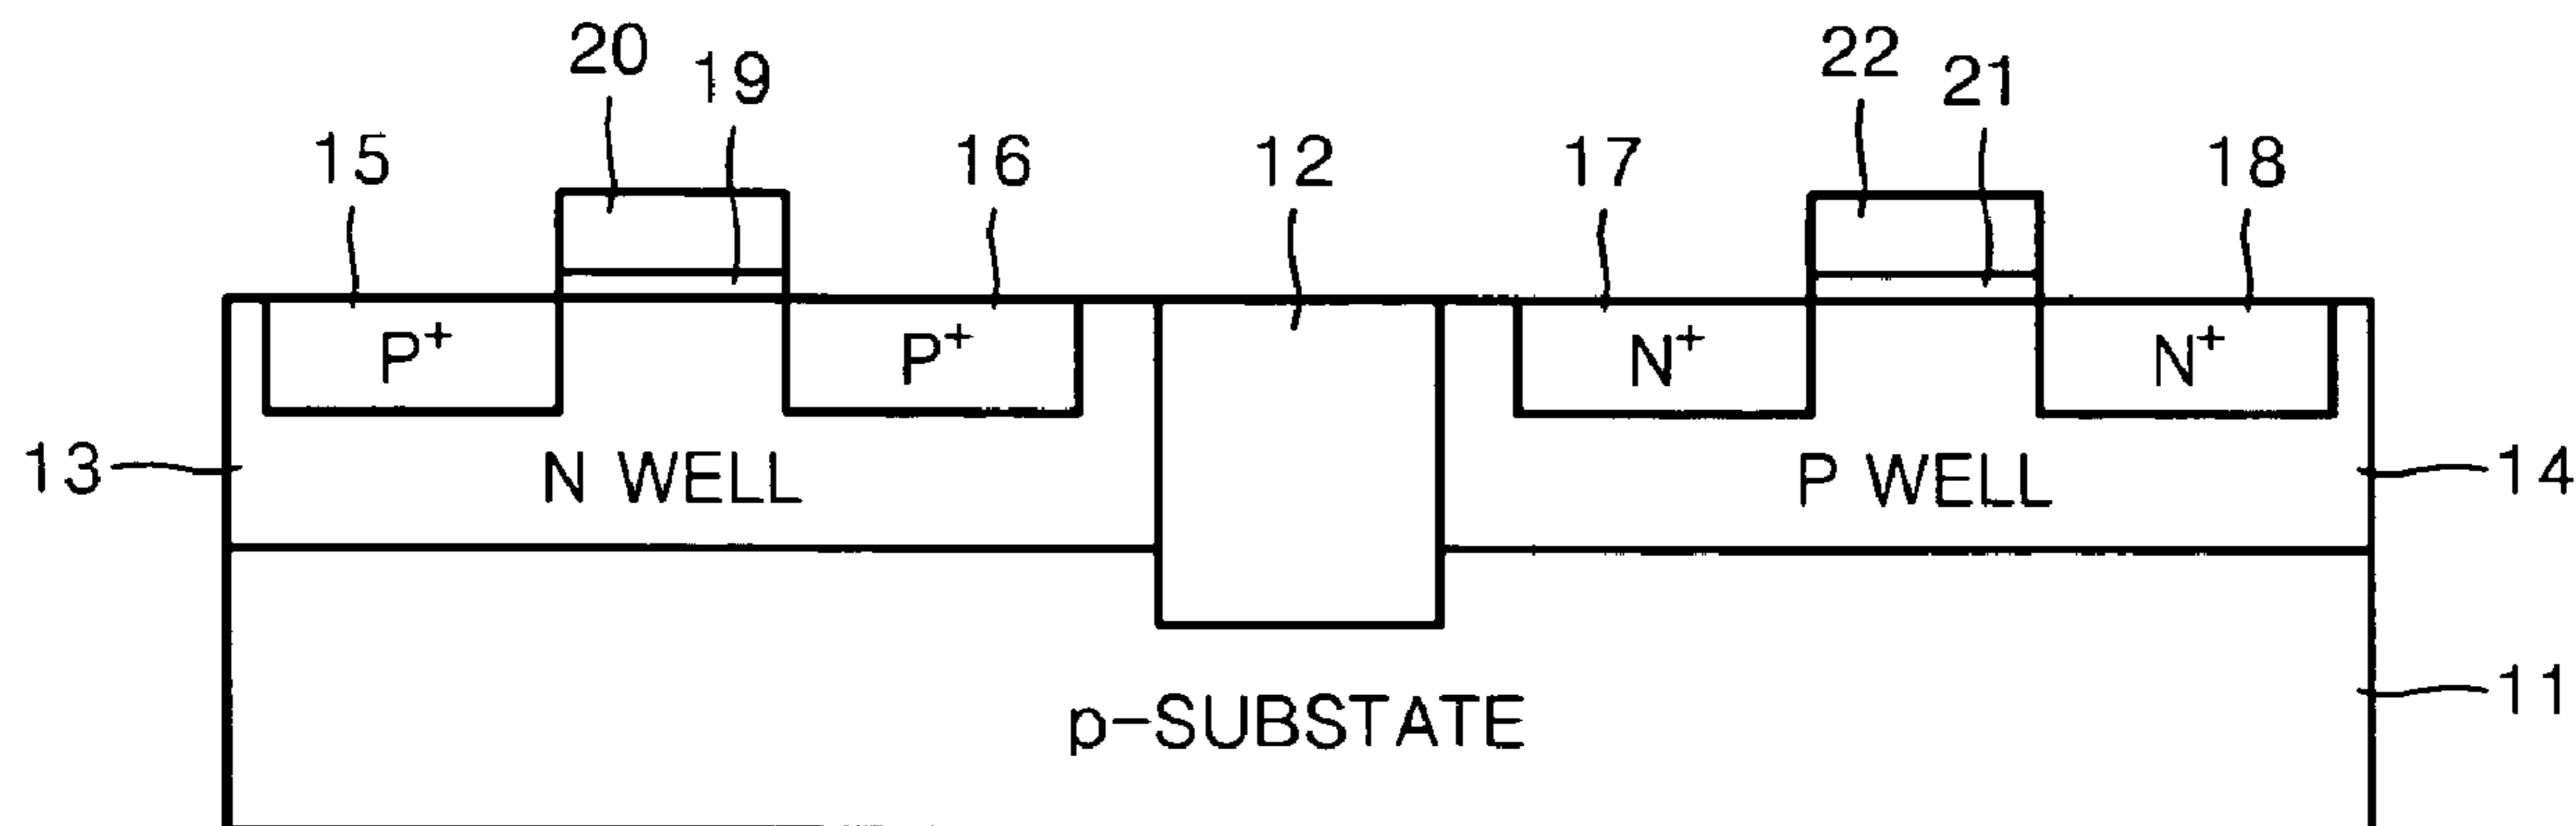 20
19
22
21
15
16
12
17
18
P⁺
P⁺
N⁺
N⁺
13
N WELL
P WELL
14
11
p-SUBSTATE